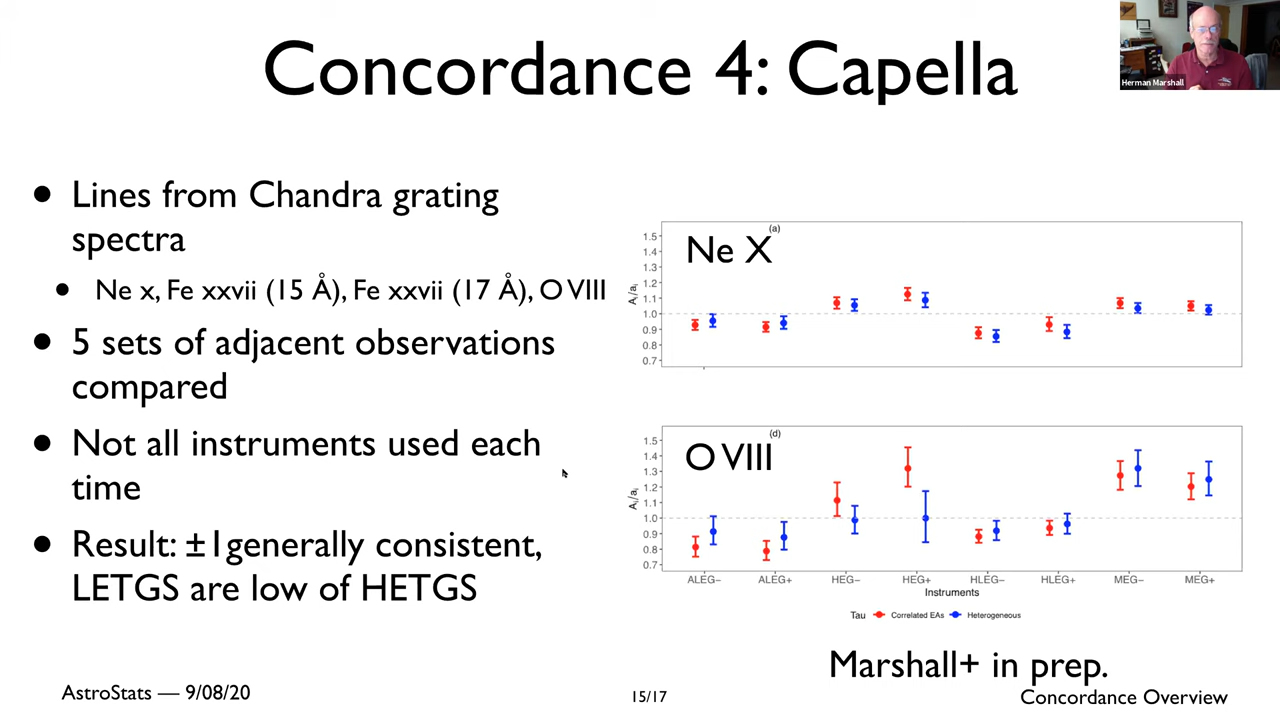 Concordance 4: Capella
Herman Marshall
• Lines from Chandra grating
spectra
• Ne x, Fe xxvii (15 Å), Fe xxvii (17 Å), O VIII
• 5 sets of adjacent observations
compared
• Not all instruments used each
time
• Result: ±1generally consistent,
LETGS are low of HETGS
(a)
Ne X
Aᵢ/aᵢ
1.5
1.4
1.3
1.2
1.1
1.0
0.9
0.8
0.7
(d)
O VIII
Aᵢ/aᵢ
1.5
1.4
1.3
1.2
1.1
1.0
0.9
0.8
0.7
ALEG− ALEG+ HEG− HEG+ HLEG− HLEG+ MEG− MEG+
Instruments
Tau Correlated EAs Heterogeneous
Marshall+ in prep.
AstroStats — 9/08/20
15/17
Concordance Overview